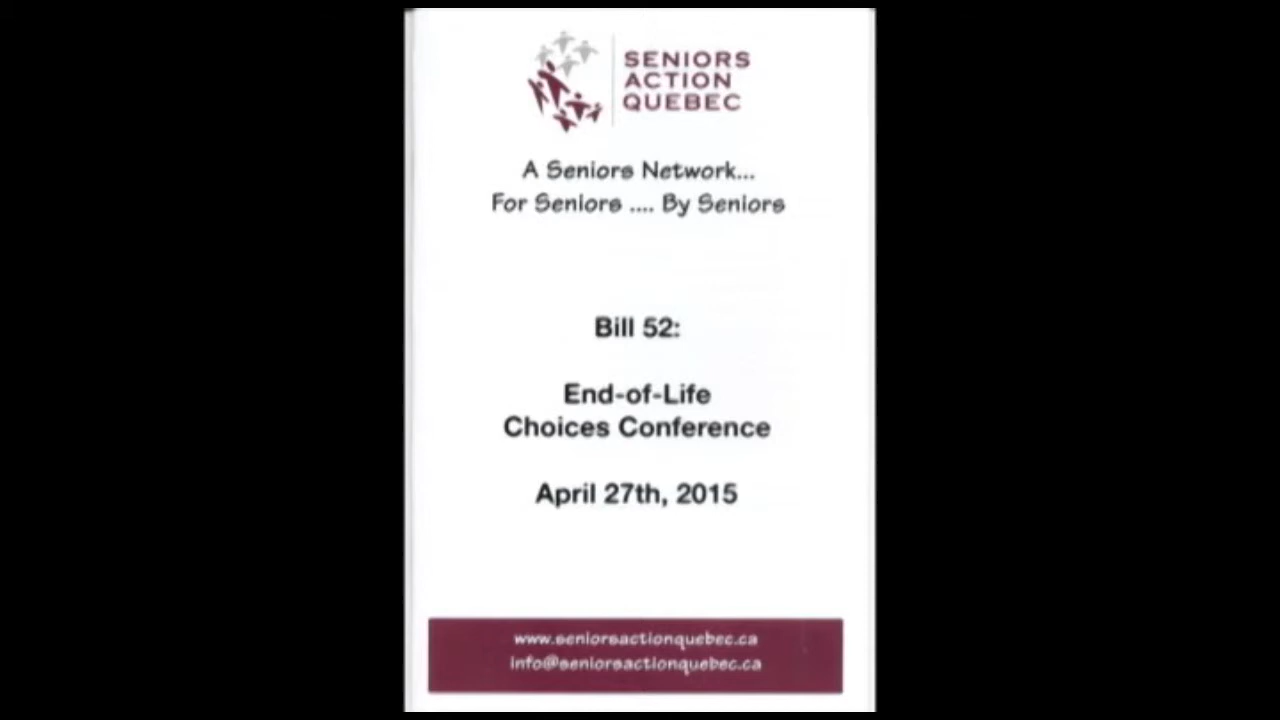 SENIORS
ACTION
QUEBEC
A Seniors Network...
For Seniors .... By Seniors
Bill 52:
End-of-Life
Choices Conference
April 27th, 2015
www.seniorsactionquebec.ca
info@seniorsactionquebec.ca